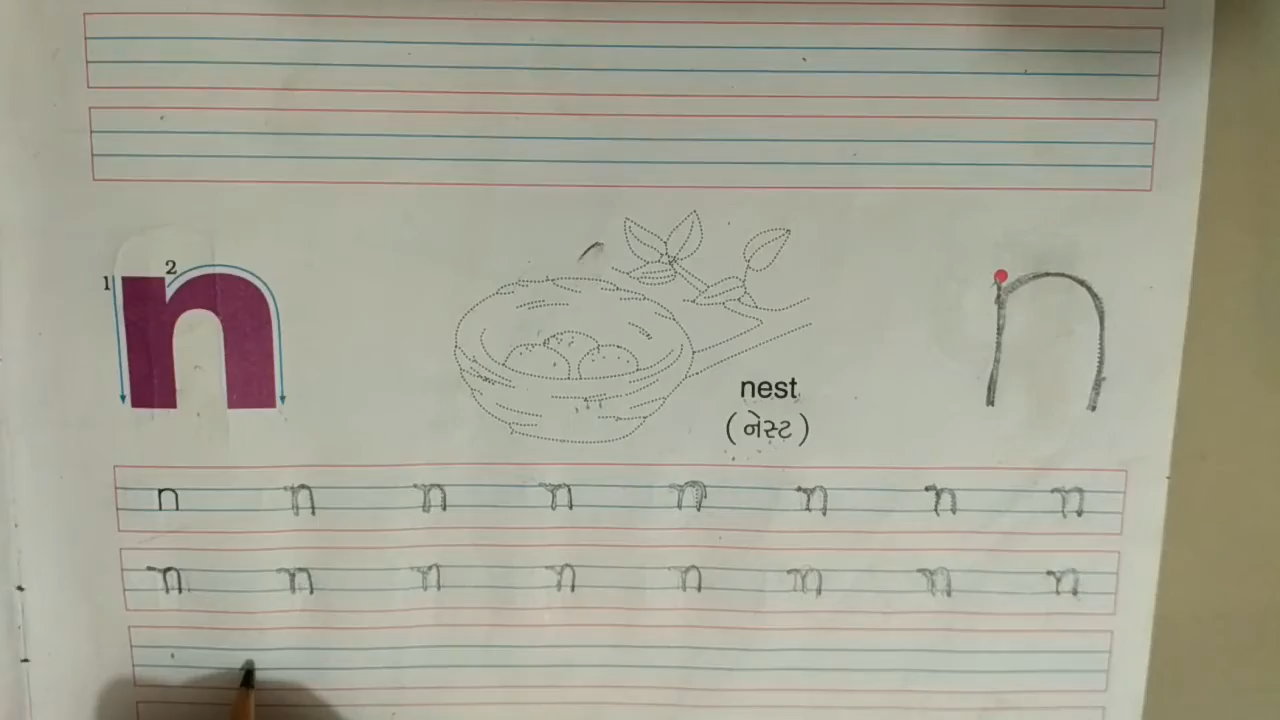 1 2
n n
nest
(નેસ્ટ)
n n n n n n n n
n n n n n n n n